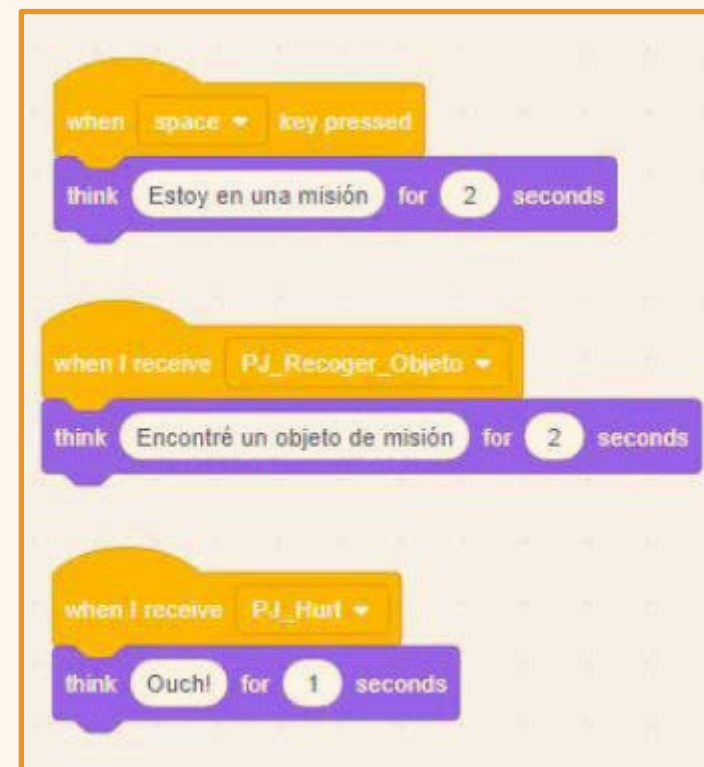 when space key pressed
think Estoy en una misión for 2 seconds
when I receive PJ_Recoger_Objeto
think Encontré un objeto de misión for 2 seconds
when I receive PJ_Hurt
think Ouch! for 1 seconds